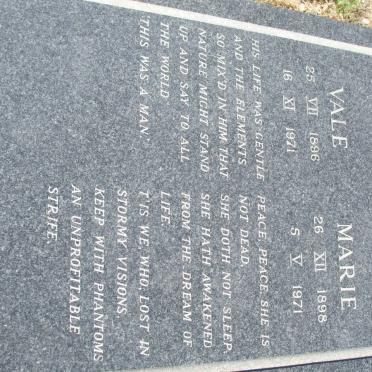 VALE
25 VII 1896
16 XI 1971
HIS LIFE WAS GENTLE
AND THE ELEMENTS
SO MIX'D IN HIM THAT
NATURE MIGHT STAND
UP AND SAY TO ALL
THE WORLD
THIS WAS A MAN.
MARIE
26 XII 1898
5 V 1971
PEACE, PEACE, SHE IS
NOT DEAD,
SHE DOTH NOT SLEEP,
SHE HATH AWAKENED
FROM THE DREAM OF
LIFE.
T'IS WE, WHO, LOST IN
STORMY VISIONS,
KEEP WITH PHANTOMS
AN UNPROFITABLE
STRIFE.